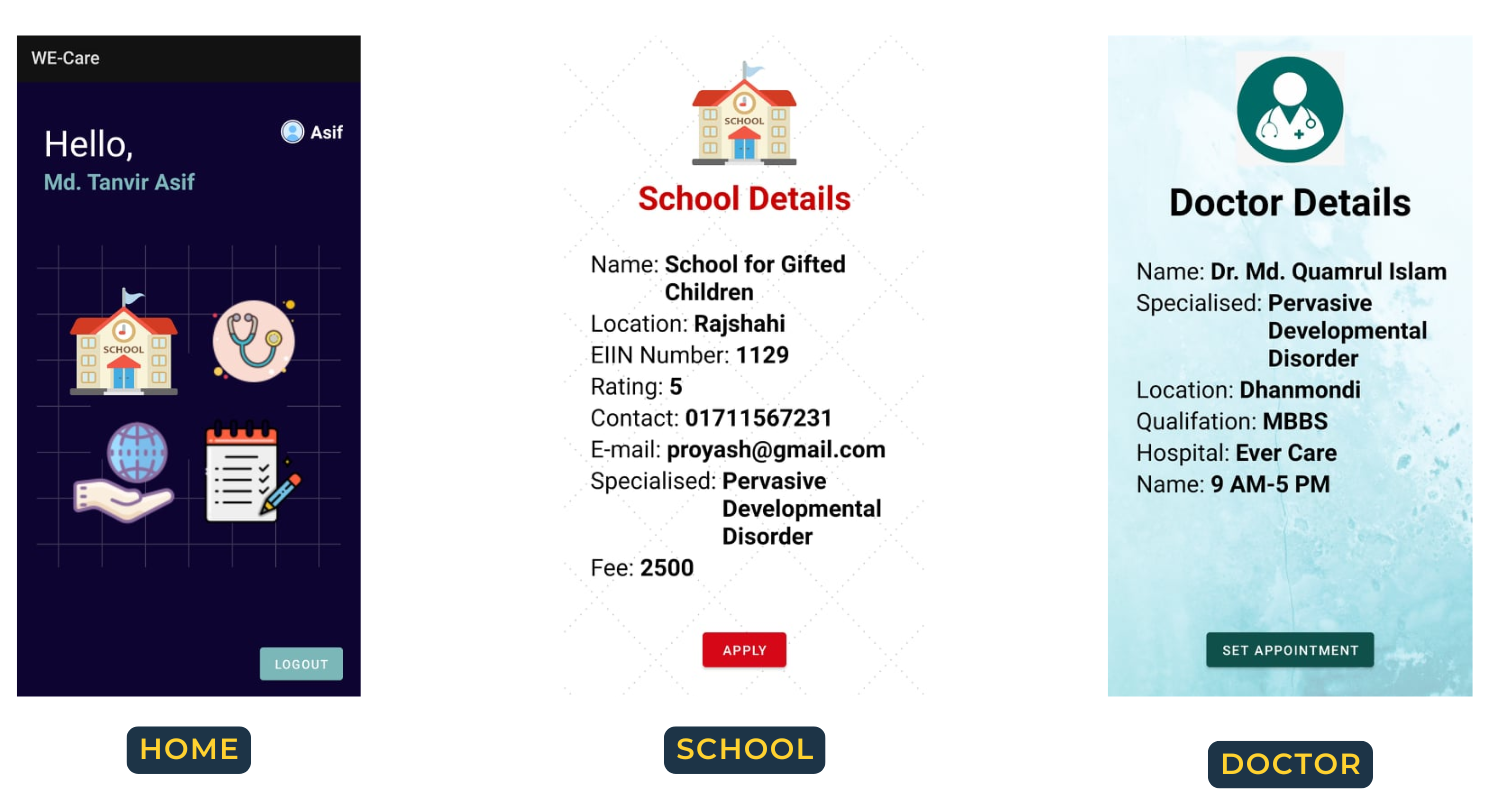 WE-Care
Hello,
Asif
Md. Tanvir Asif
SCHOOL
LOGOUT
HOME
SCHOOL
School Details
Name: School for Gifted
Children
Location: Rajshahi
EIIN Number: 1129
Rating: 5
Contact: 01711567231
E-mail: proyash@gmail.com
Specialised: Pervasive
Developmental
Disorder
Fee: 2500
APPLY
SCHOOL
Doctor Details
Name: Dr. Md. Quamrul Islam
Specialised: Pervasive
Developmental
Disorder
Location: Dhanmondi
Qualifation: MBBS
Hospital: Ever Care
Name: 9 AM-5 PM
SET APPOINTMENT
DOCTOR